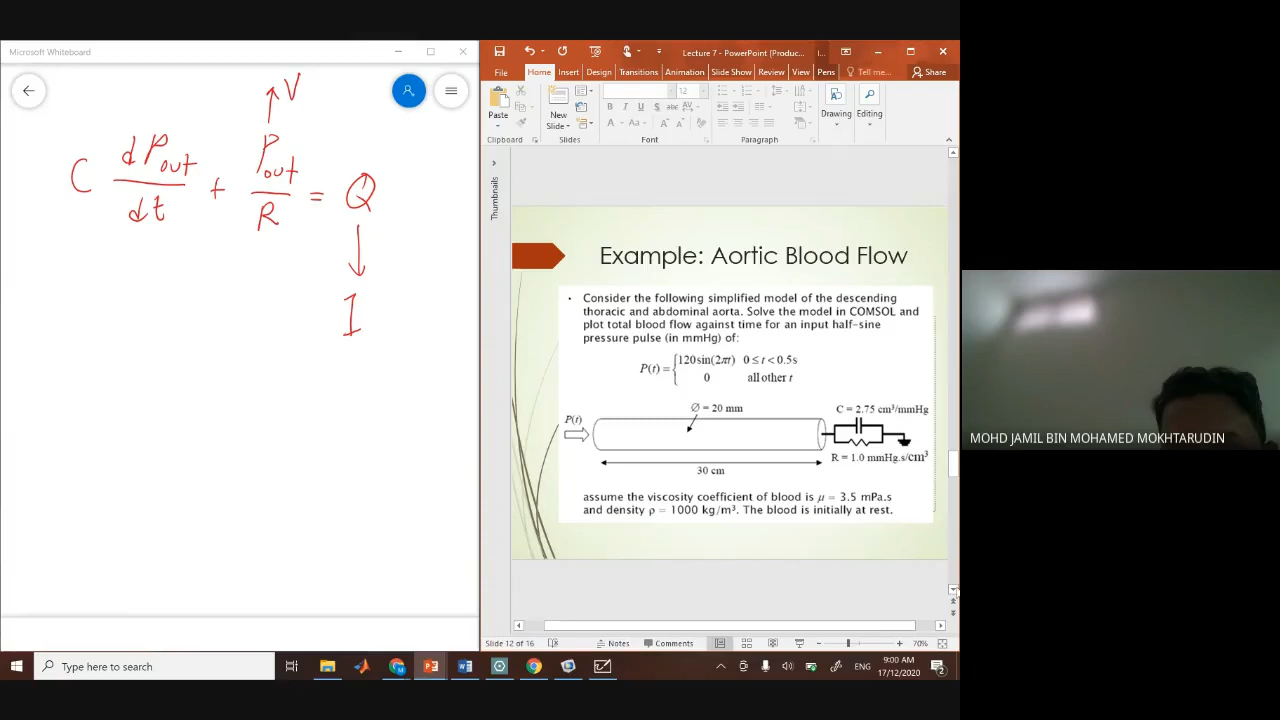 Microsoft Whiteboard
V
C dPout/dt + Pout/R = Q
I
Lecture 7 - PowerPoint (Produc...
File Home Insert Design Transitions Animation Slide Show Review View Pens Tell me... Share
12
Paste
New
Slide
Drawing
Editing
B I U S abc
A Aa A A
Clipboard Slides Font Paragraph
Thumbnails
Example: Aortic Blood Flow
• Consider the following simplified model of the descending
thoracic and abdominal aorta. Solve the model in COMSOL and
plot total blood flow against time for an input half-sine
pressure pulse (in mmHg) of:
P(t) = { 120sin(2πt) 0 ≤ t < 0.5s
0 all other t
Ø = 20 mm
C = 2.75 cm³/mmHg
P(t)
R = 1.0 mmHg.s/cm³
30 cm
assume the viscosity coefficient of blood is μ = 3.5 mPa.s
and density ρ = 1000 kg/m³. The blood is initially at rest.
MOHD JAMIL BIN MOHAMED MOKHTARUDIN
Slide 12 of 16 Notes Comments 70%
Type here to search
ENG
9:00 AM
17/12/2020
2